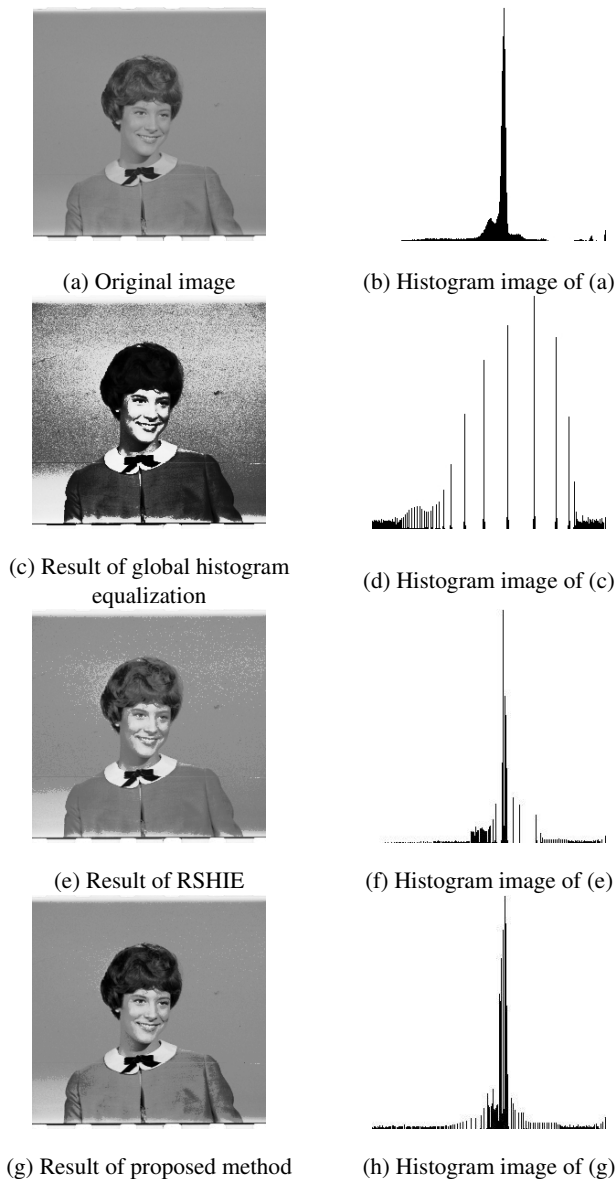 (a) Original image
(b) Histogram image of (a)
(c) Result of global histogram
equalization
(d) Histogram image of (c)
(e) Result of RSHIE
(f) Histogram image of (e)
(g) Result of proposed method
(h) Histogram image of (g)